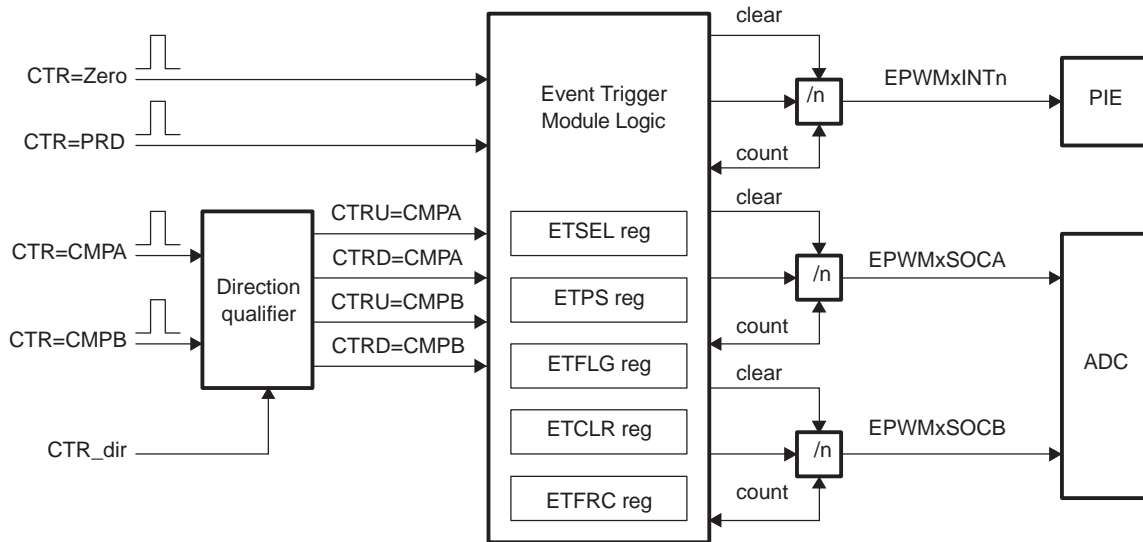 clear
CTR=Zero
/n
EPWMxINTn
PIE
Event Trigger
Module Logic
CTR=PRD
count
clear
CTRU=CMPA
ETSEL reg
CTR=CMPA
CTRD=CMPA
/n
EPWMxSOCA
Direction
qualifier
CTRU=CMPB
ETPS reg
CTR=CMPB
CTRD=CMPB
count
ETFLG reg
ADC
clear
ETCLR reg
CTR_dir
/n
EPWMxSOCB
count
ETFRC reg